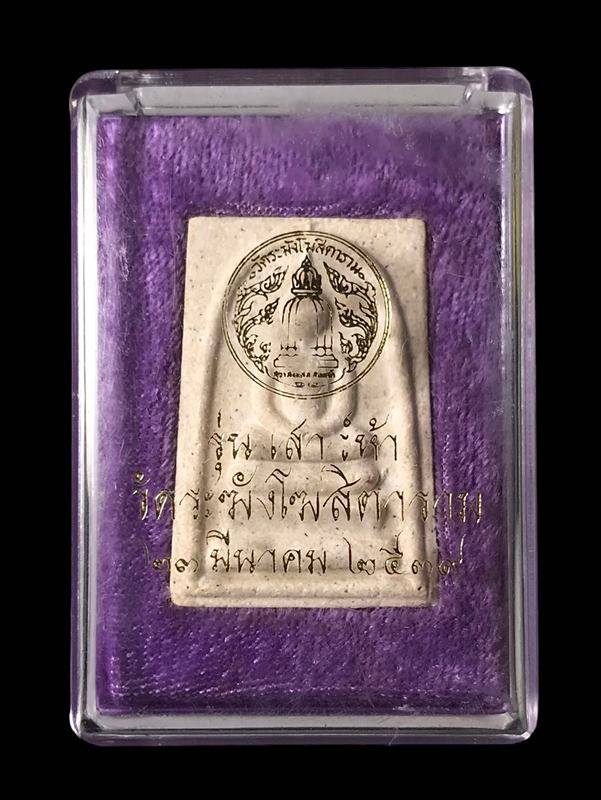 วัดระฆังโฆสิตาราม
รุ่น เสาร์ห้า
วัดระฆังโฆสิตาราม
๒๓ มีนาคม ๒๕๓๙